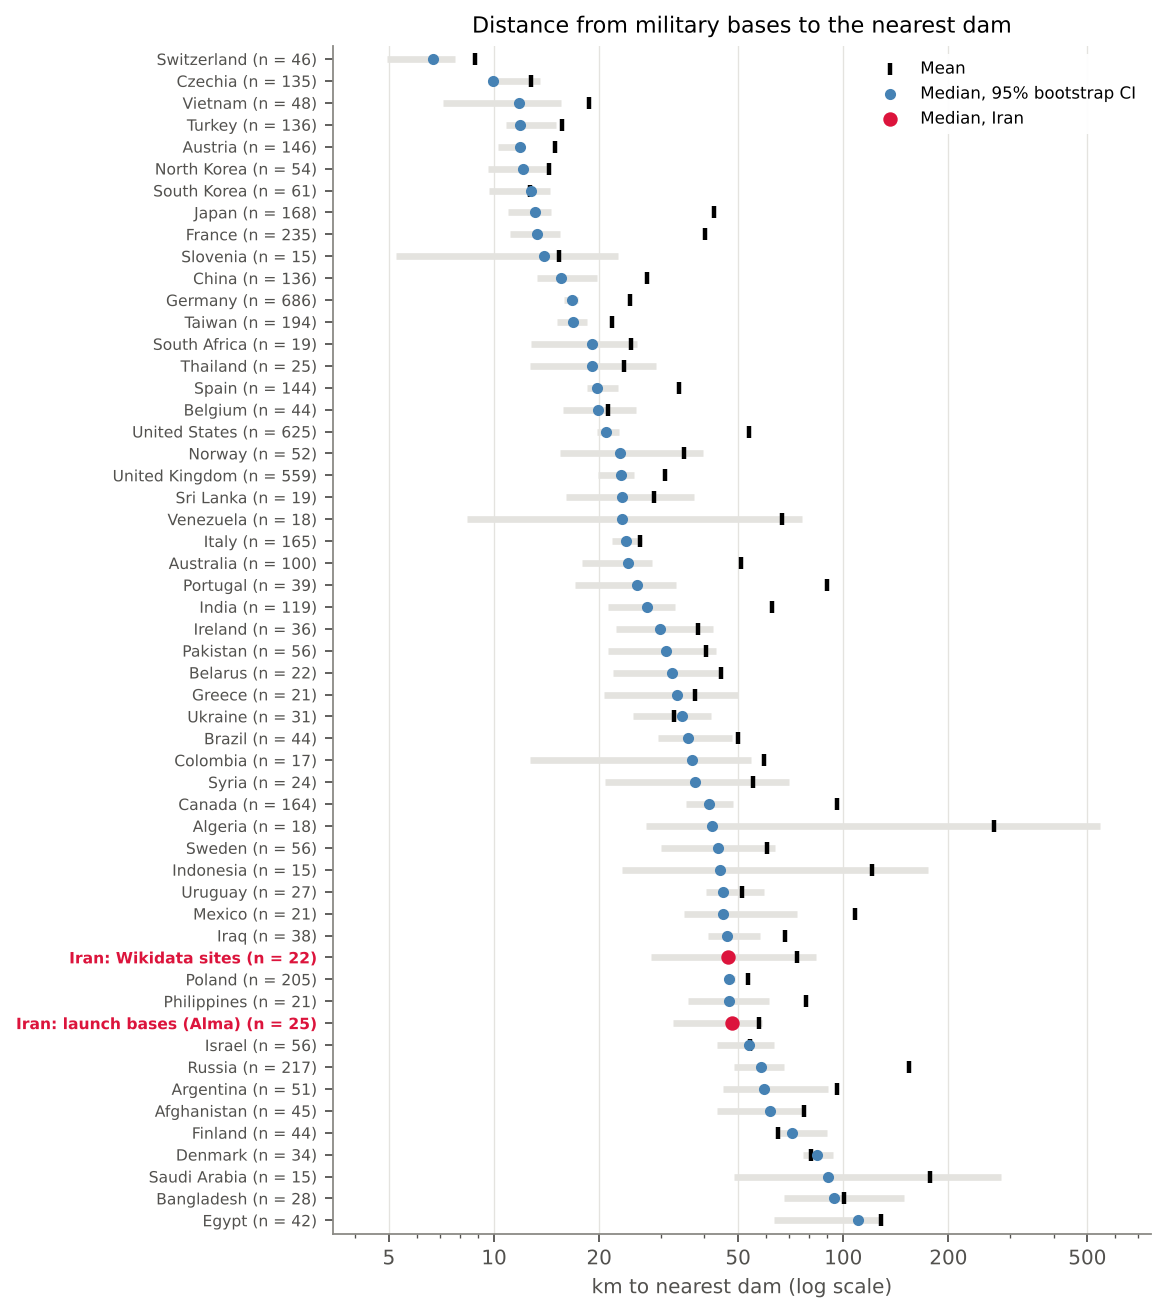 Distance from military bases to the nearest dam
Mean
Median, 95% bootstrap CI
Median, Iran
Switzerland (n = 46)
Czechia (n = 135)
Vietnam (n = 48)
Turkey (n = 136)
Austria (n = 146)
North Korea (n = 54)
South Korea (n = 61)
Japan (n = 168)
France (n = 235)
Slovenia (n = 15)
China (n = 136)
Germany (n = 686)
Taiwan (n = 194)
South Africa (n = 19)
Thailand (n = 25)
Spain (n = 144)
Belgium (n = 44)
United States (n = 625)
Norway (n = 52)
United Kingdom (n = 559)
Sri Lanka (n = 19)
Venezuela (n = 18)
Italy (n = 165)
Australia (n = 100)
Portugal (n = 39)
India (n = 119)
Ireland (n = 36)
Pakistan (n = 56)
Belarus (n = 22)
Greece (n = 21)
Ukraine (n = 31)
Brazil (n = 44)
Colombia (n = 17)
Syria (n = 24)
Canada (n = 164)
Algeria (n = 18)
Sweden (n = 56)
Indonesia (n = 15)
Uruguay (n = 27)
Mexico (n = 21)
Iraq (n = 38)
Iran: Wikidata sites (n = 22)
Poland (n = 205)
Philippines (n = 21)
Iran: launch bases (Alma) (n = 25)
Israel (n = 56)
Russia (n = 217)
Argentina (n = 51)
Afghanistan (n = 45)
Finland (n = 44)
Denmark (n = 34)
Saudi Arabia (n = 15)
Bangladesh (n = 28)
Egypt (n = 42)
5 10 20 50 100 200 500
km to nearest dam (log scale)